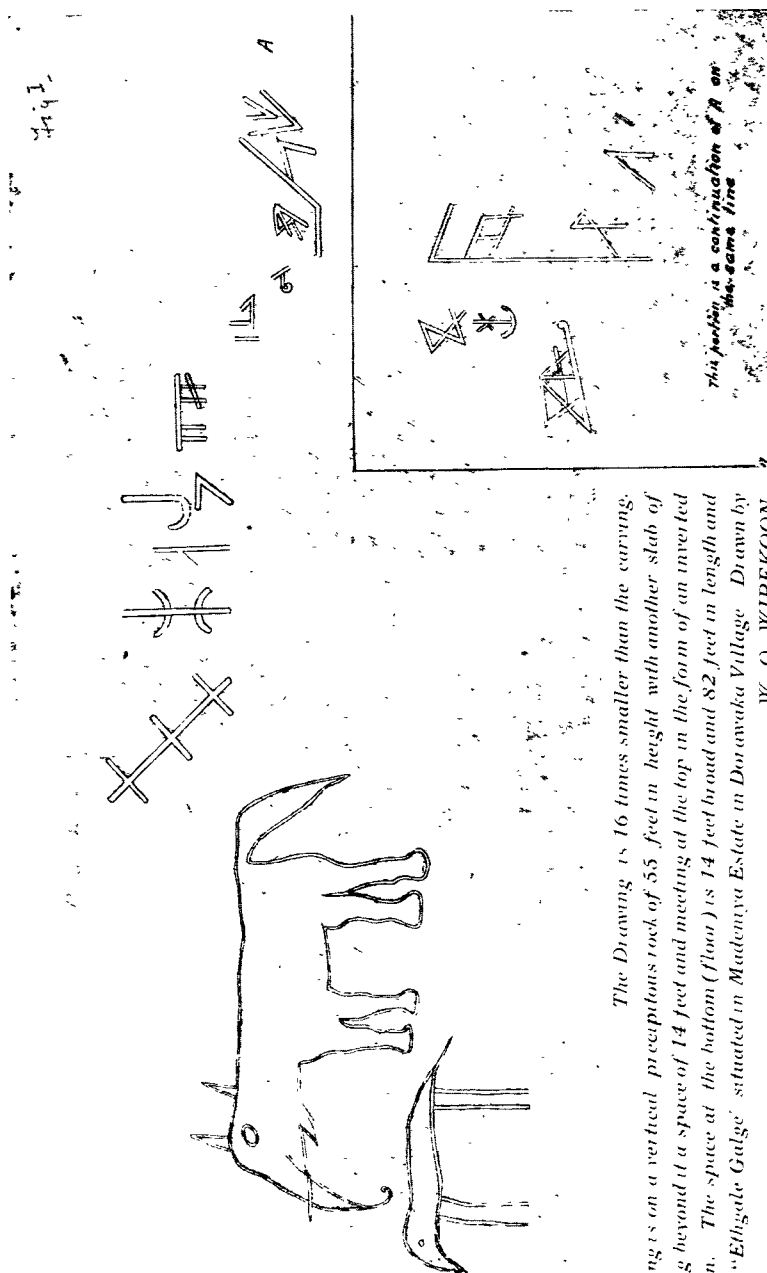 Fig I.
A
This portion is a continuation of A on
the same line
The Drawing is 16 times smaller than the carving.
is on a vertical precipitous rock of 55 feet in height with another slab of
beyond it a space of 14 feet and meeting at the top in the form of an inverted
The space at the bottom (floor) is 14 feet broad and 82 feet in length and
"Ethgale Galge" situated in Madeniya Estate in Dorawaka Village Drawn by